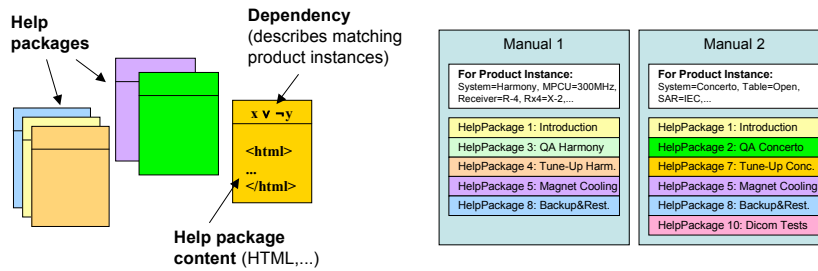 Help
packages
Dependency
(describes matching
product instances)
x ∨ ¬y
<html>
...
</html>
Help package
content (HTML,...)
Manual 1
For Product Instance:
System=Harmony, MPCU=300MHz,
Receiver=R-4, Rx4=X-2,...
HelpPackage 1: Introduction
HelpPackage 3: QA Harmony
HelpPackage 4: Tune-Up Harm.
HelpPackage 5: Magnet Cooling
HelpPackage 8: Backup&Rest.
Manual 2
For Product Instance:
System=Concerto, Table=Open,
SAR=IEC,...
HelpPackage 1: Introduction
HelpPackage 2: QA Concerto
HelpPackage 7: Tune-Up Conc.
HelpPackage 5: Magnet Cooling
HelpPackage 8: Backup&Rest.
HelpPackage 10: Dicom Tests